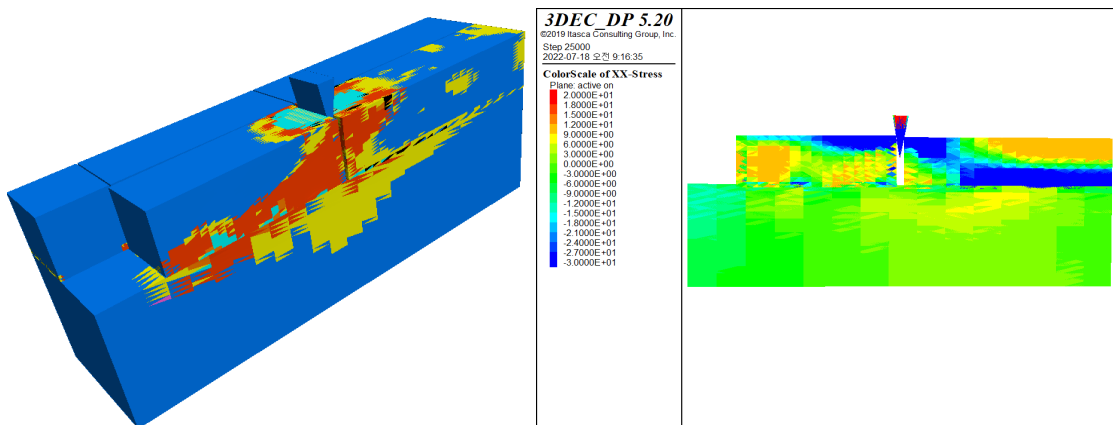 3DEC_DP 5.20
©2019 Itasca Consulting Group, Inc.
Step 25000
2022-07-18 오전 9:16:35
ColorScale of XX-Stress
Plane: active on
2.0000E+01
1.8000E+01
1.5000E+01
1.2000E+01
9.0000E+00
6.0000E+00
3.0000E+00
0.0000E+00
-3.0000E+00
-6.0000E+00
-9.0000E+00
-1.2000E+01
-1.5000E+01
-1.8000E+01
-2.1000E+01
-2.4000E+01
-2.7000E+01
-3.0000E+01